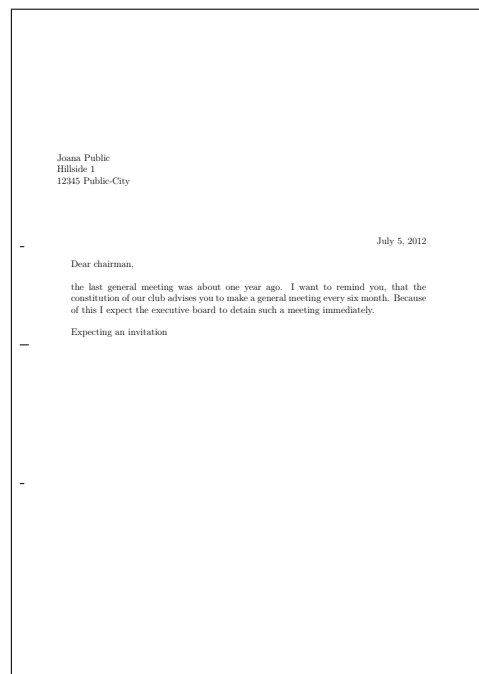 Joana Public
Hillside 1
12345 Public-City
July 5, 2012
Dear chairman,
the last general meeting was about one year ago. I want to remind you, that the
constitution of our club advises you to make a general meeting every six month. Because
of this I expect the executive board to detain such a meeting immediately.
Expecting an invitation